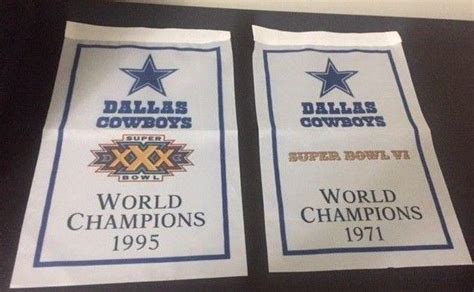 DALLAS
COWBOYS
SUPER
XXX
BOWL
WORLD
CHAMPIONS
1995
DALLAS
COWBOYS
SUPER BOWL VI
WORLD
CHAMPIONS
1971